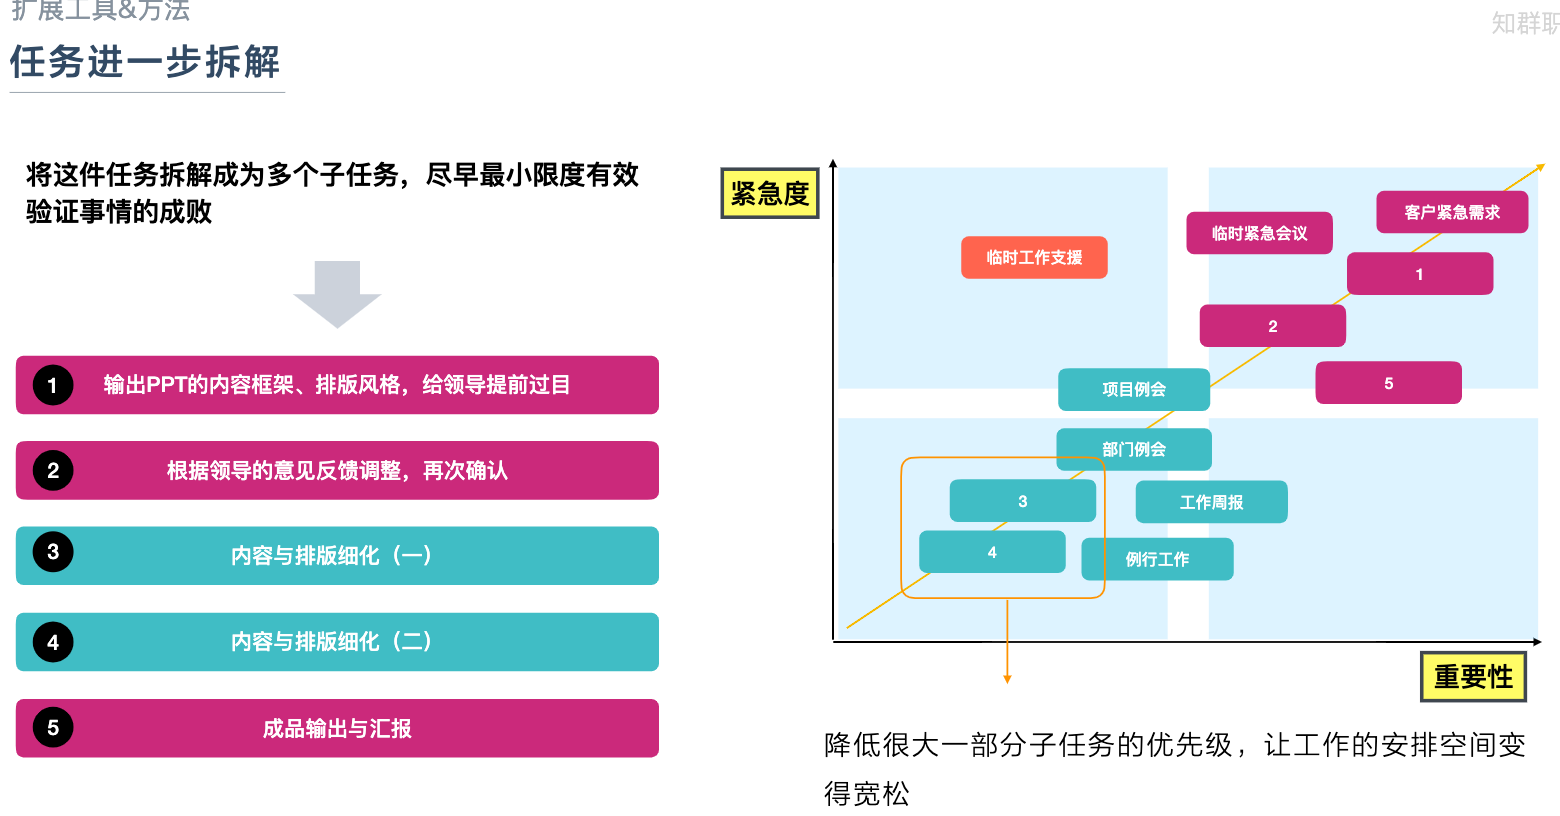 扩展工具&方法
知群职
任务进一步拆解
将这件任务拆解成为多个子任务，尽早最小限度有效
验证事情的成败
1 输出PPT的内容框架、排版风格，给领导提前过目
2 根据领导的意见反馈调整，再次确认
3 内容与排版细化（一）
4 内容与排版细化（二）
5 成品输出与汇报
紧急度
客户紧急需求
临时紧急会议
临时工作支援
1
2
5
项目例会
部门例会
3
工作周报
4
例行工作
重要性
降低很大一部分子任务的优先级，让工作的安排空间变
得宽松